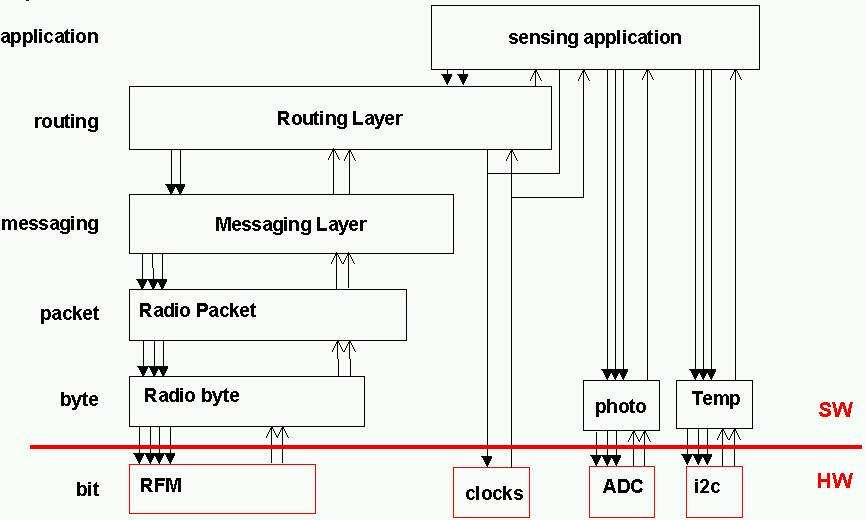 application
sensing application
routing
Routing Layer
messaging
Messaging Layer
packet
Radio Packet
byte
Radio byte
photo
Temp
SW
bit
RFM
clocks
ADC
i2c
HW